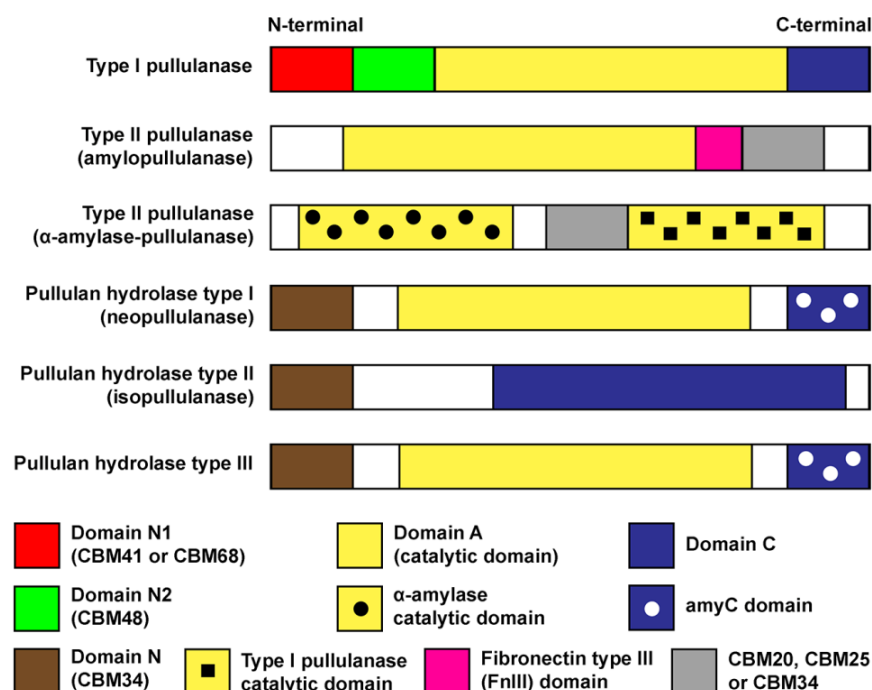 N-terminal C-terminal
Type I pullulanase
Type II pullulanase
(amylopullulanase)
Type II pullulanase
(α-amylase-pullulanase)
Pullulan hydrolase type I
(neopullulanase)
Pullulan hydrolase type II
(isopullulanase)
Pullulan hydrolase type III
Domain N1
(CBM41 or CBM68)
Domain A
(catalytic domain)
Domain C
Domain N2
(CBM48)
α-amylase
catalytic domain
amyC domain
Domain N
(CBM34)
Type I pullulanase
catalytic domain
Fibronectin type III
(FnIII) domain
CBM20, CBM25
or CBM34